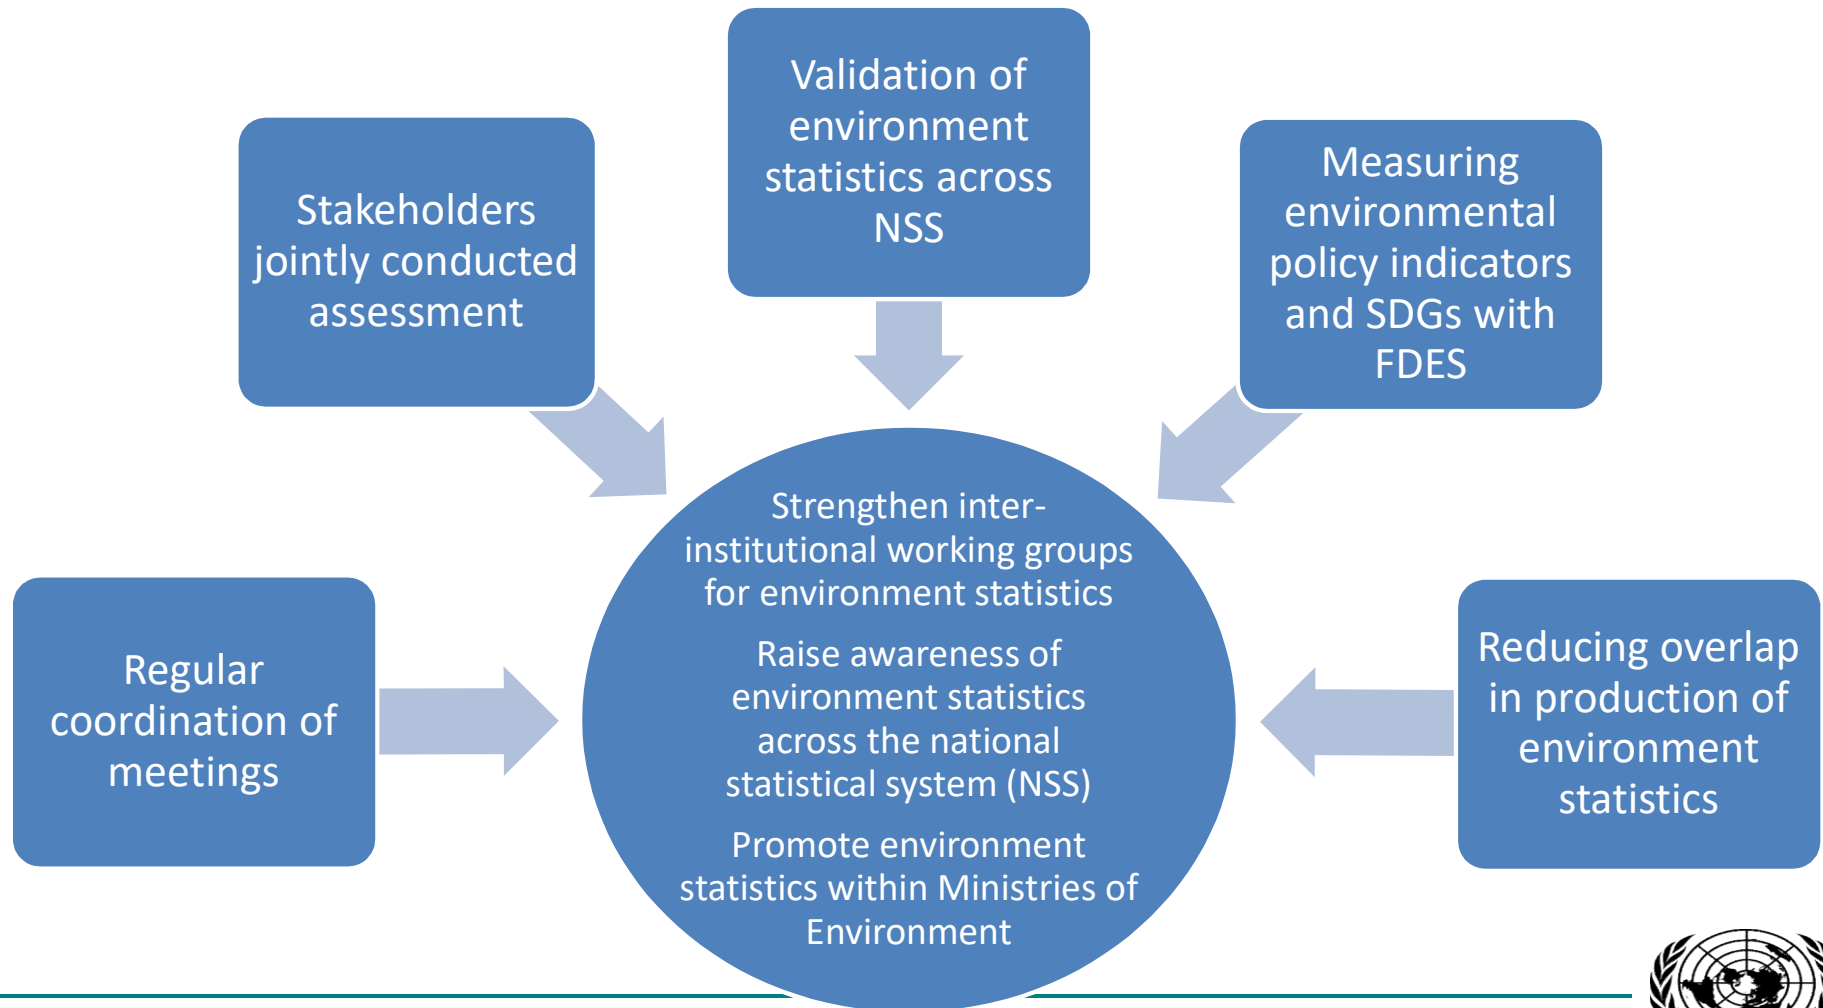 Validation of
environment
statistics across
NSS
Stakeholders
jointly conducted
assessment
Measuring
environmental
policy indicators
and SDGs with
FDES
Regular
coordination of
meetings
Strengthen inter-
institutional working groups
for environment statistics
Raise awareness of
environment statistics
across the national
statistical system (NSS)
Promote environment
statistics within Ministries of
Environment
Reducing overlap
in production of
environment
statistics